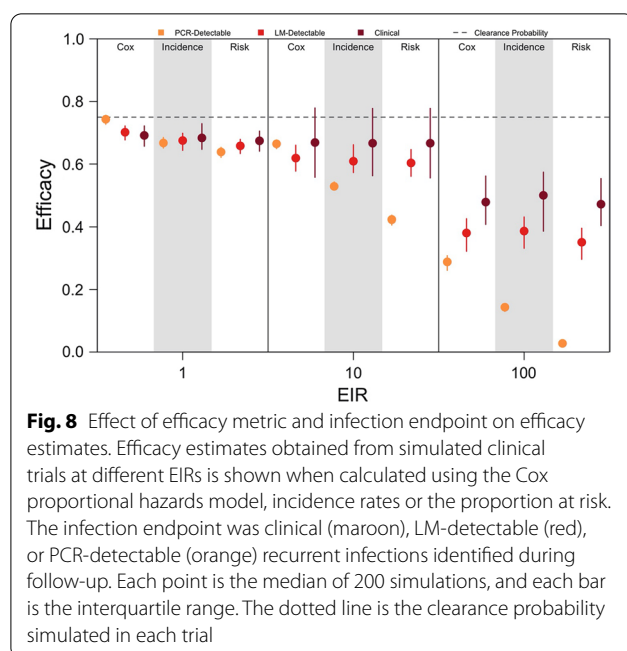 PCR-Detectable LM-Detectable Clinical Clearance Probability
Cox Incidence Risk Cox Incidence Risk Cox Incidence Risk
1.0
0.8
0.6
0.4
0.2
0.0
Efficacy
1 10 100
EIR
Fig. 8 Effect of efficacy metric and infection endpoint on efficacy
estimates. Efficacy estimates obtained from simulated clinical
trials at different EIRs is shown when calculated using the Cox
proportional hazards model, incidence rates or the proportion at risk.
The infection endpoint was clinical (maroon), LM-detectable (red),
or PCR-detectable (orange) recurrent infections identified during
follow-up. Each point is the median of 200 simulations, and each bar
is the interquartile range. The dotted line is the clearance probability
simulated in each trial